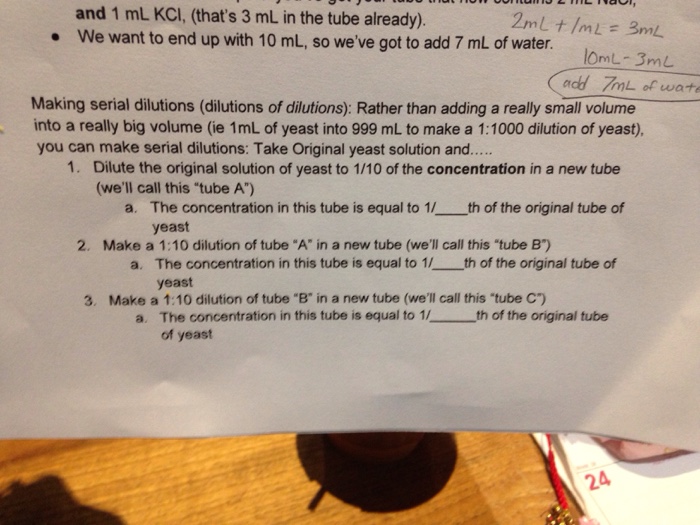 and 1 mL KCl, (that's 3 mL in the tube already).
2mL + 1mL = 3mL
• We want to end up with 10 mL, so we've got to add 7 mL of water.
10mL - 3mL
add 7mL of wate
Making serial dilutions (dilutions of dilutions): Rather than adding a really small volume
into a really big volume (ie 1mL of yeast into 999 mL to make a 1:1000 dilution of yeast),
you can make serial dilutions: Take Original yeast solution and.....
1. Dilute the original solution of yeast to 1/10 of the concentration in a new tube
(we'll call this "tube A")
a. The concentration in this tube is equal to 1/____th of the original tube of
yeast
2. Make a 1:10 dilution of tube "A" in a new tube (we'll call this "tube B")
a. The concentration in this tube is equal to 1/____th of the original tube of
yeast
3. Make a 1:10 dilution of tube "B" in a new tube (we'll call this "tube C")
a. The concentration in this tube is equal to 1/______th of the original tube
of yeast
24